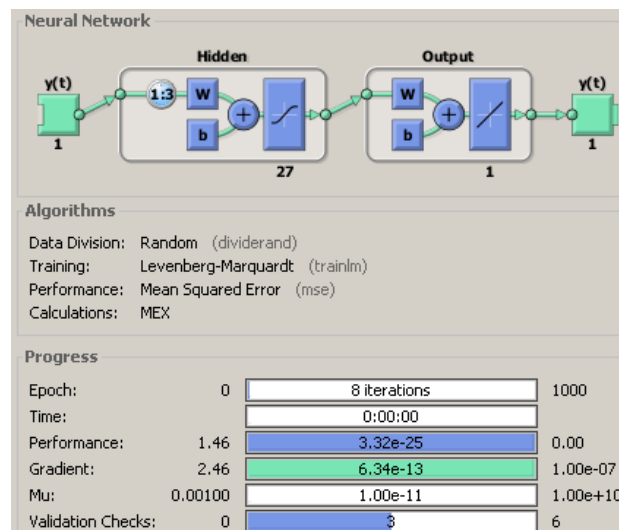 Neural Network
Hidden
Output
y(t)
1:3
W
b
W
b
y(t)
1
27
1
1
Algorithms
Data Division: Random (dividerand)
Training: Levenberg-Marquardt (trainlm)
Performance: Mean Squared Error (mse)
Calculations: MEX
Progress
Epoch: 0 8 iterations 1000
Time: 0:00:00
Performance: 1.46 3.32e-25 0.00
Gradient: 2.46 6.34e-13 1.00e-07
Mu: 0.00100 1.00e-11 1.00e+10
Validation Checks: 0 3 6